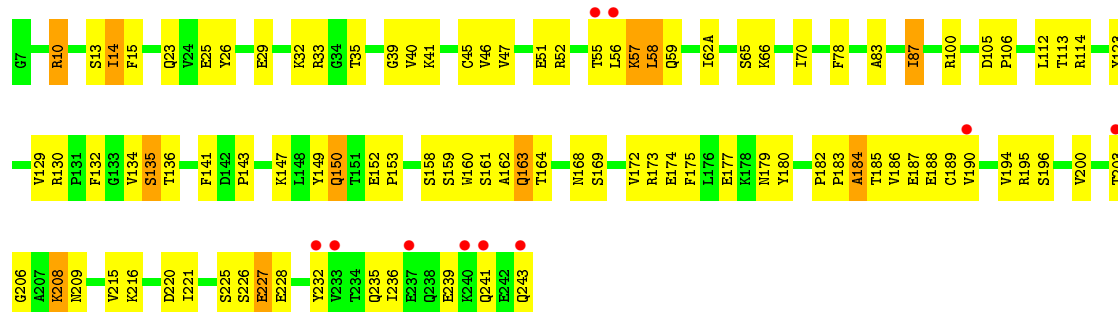 G7 R10 S13 I14 F15 Q23 V24 E25 Y26 E29 K32 R33 G34 T35 G39 V40 K41 C45 V46 V47 E51 R52 T55 L56 K57 L58 Q59 I62A S65 K66 I70 F78 A83 I87 R100 D105 P106 L112 T113 R114
V129 R130 P131 F132 G133 V134 S135 T136 F141 D142 P143 K147 L148 Y149 Q150 T151 E152 P153 S158 S159 W160 S161 A162 Q163 T164 N168 S169 V172 R173 E174 F175 L176 E177 K178 N179 Y180 P182 P183 A184 T185 V186 E187 E188 C189 V190 V194 R195 S196 V200
G206 A207 K208 N209 V215 K216 D220 I221 S225 S226 E227 E228 Y232 V233 T234 Q235 I236 E237 Q238 E239 K240 Q241 E242 Q243